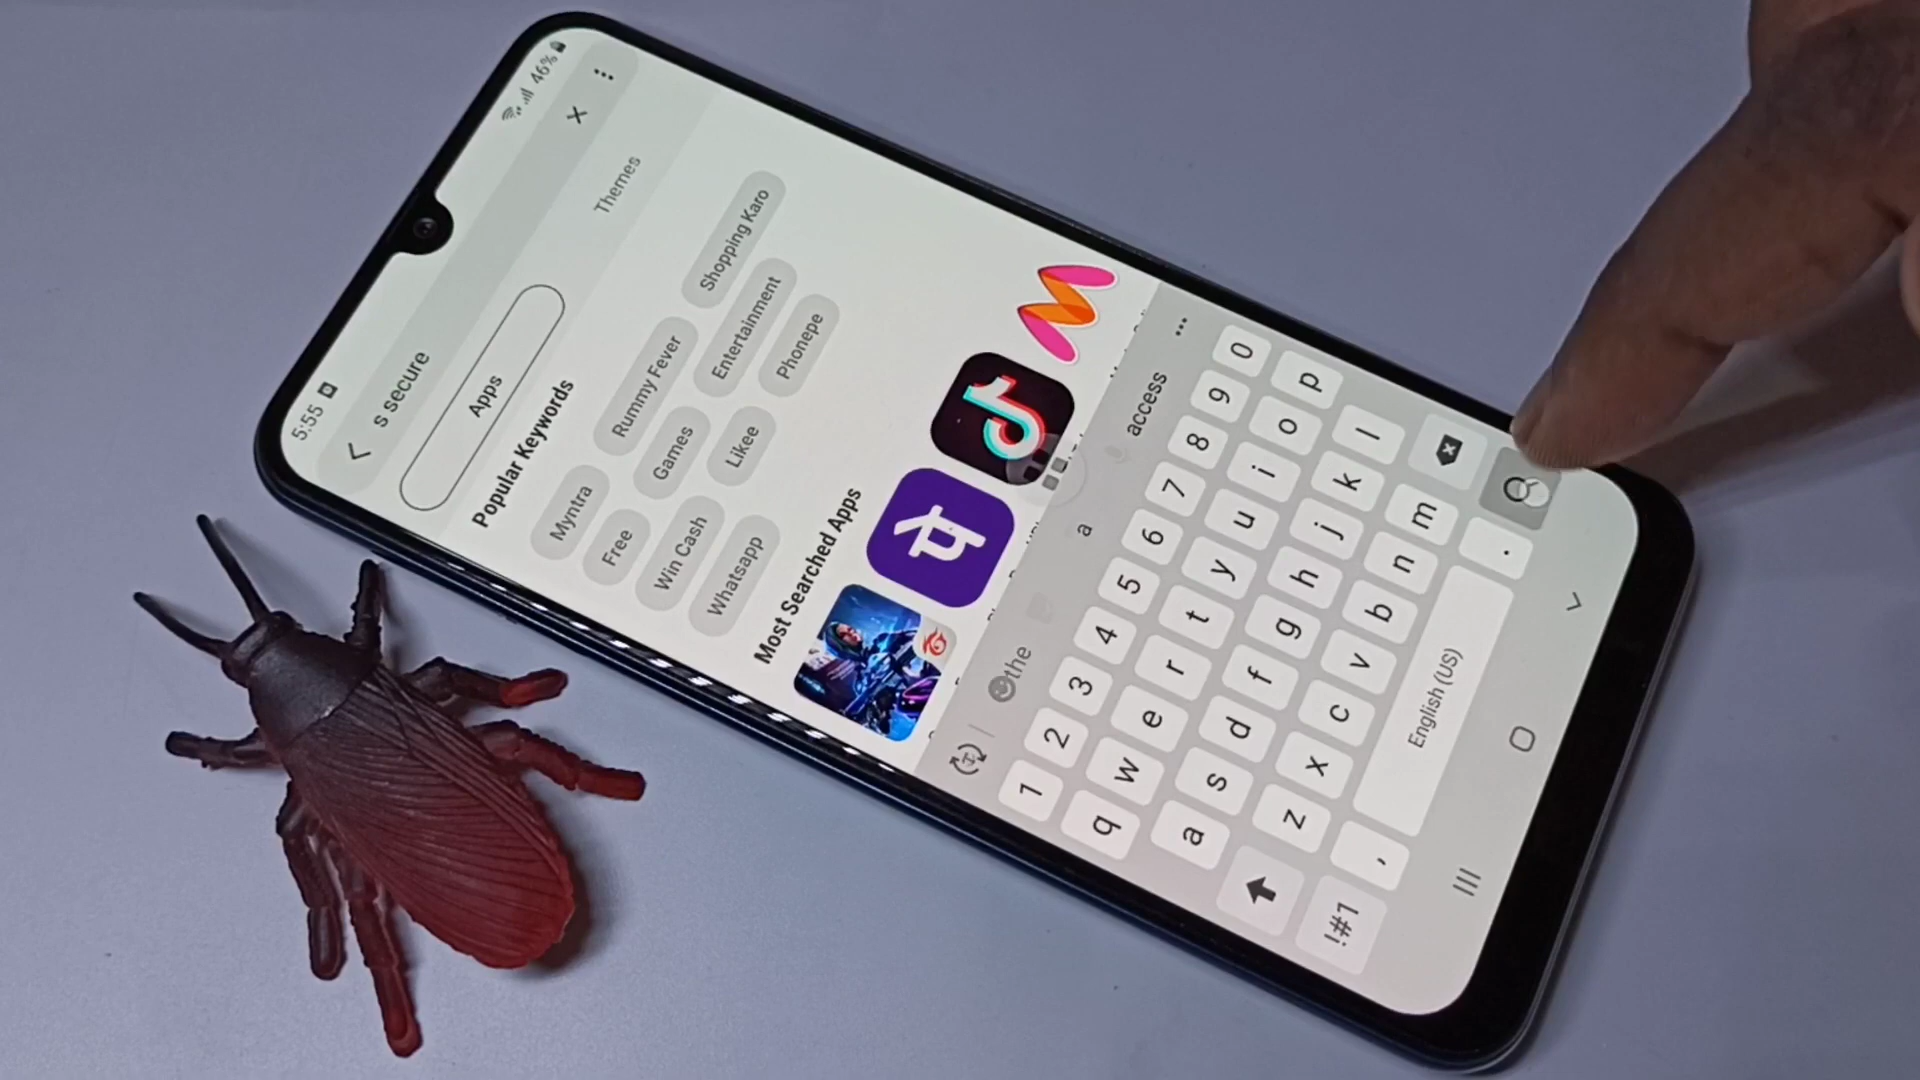 5:55 46%
s secure
Apps Themes
Popular Keywords
Myntra Rummy Fever Shopping Karo
Free Games Entertainment
Win Cash Likee Phonepe
Whatsapp
Most Searched Apps
पे
the a access
1 2 3 4 5 6 7 8 9 0
q w e r t y u i o p
a s d f g h j k l
z x c v b n m
!#1 , English (US) .